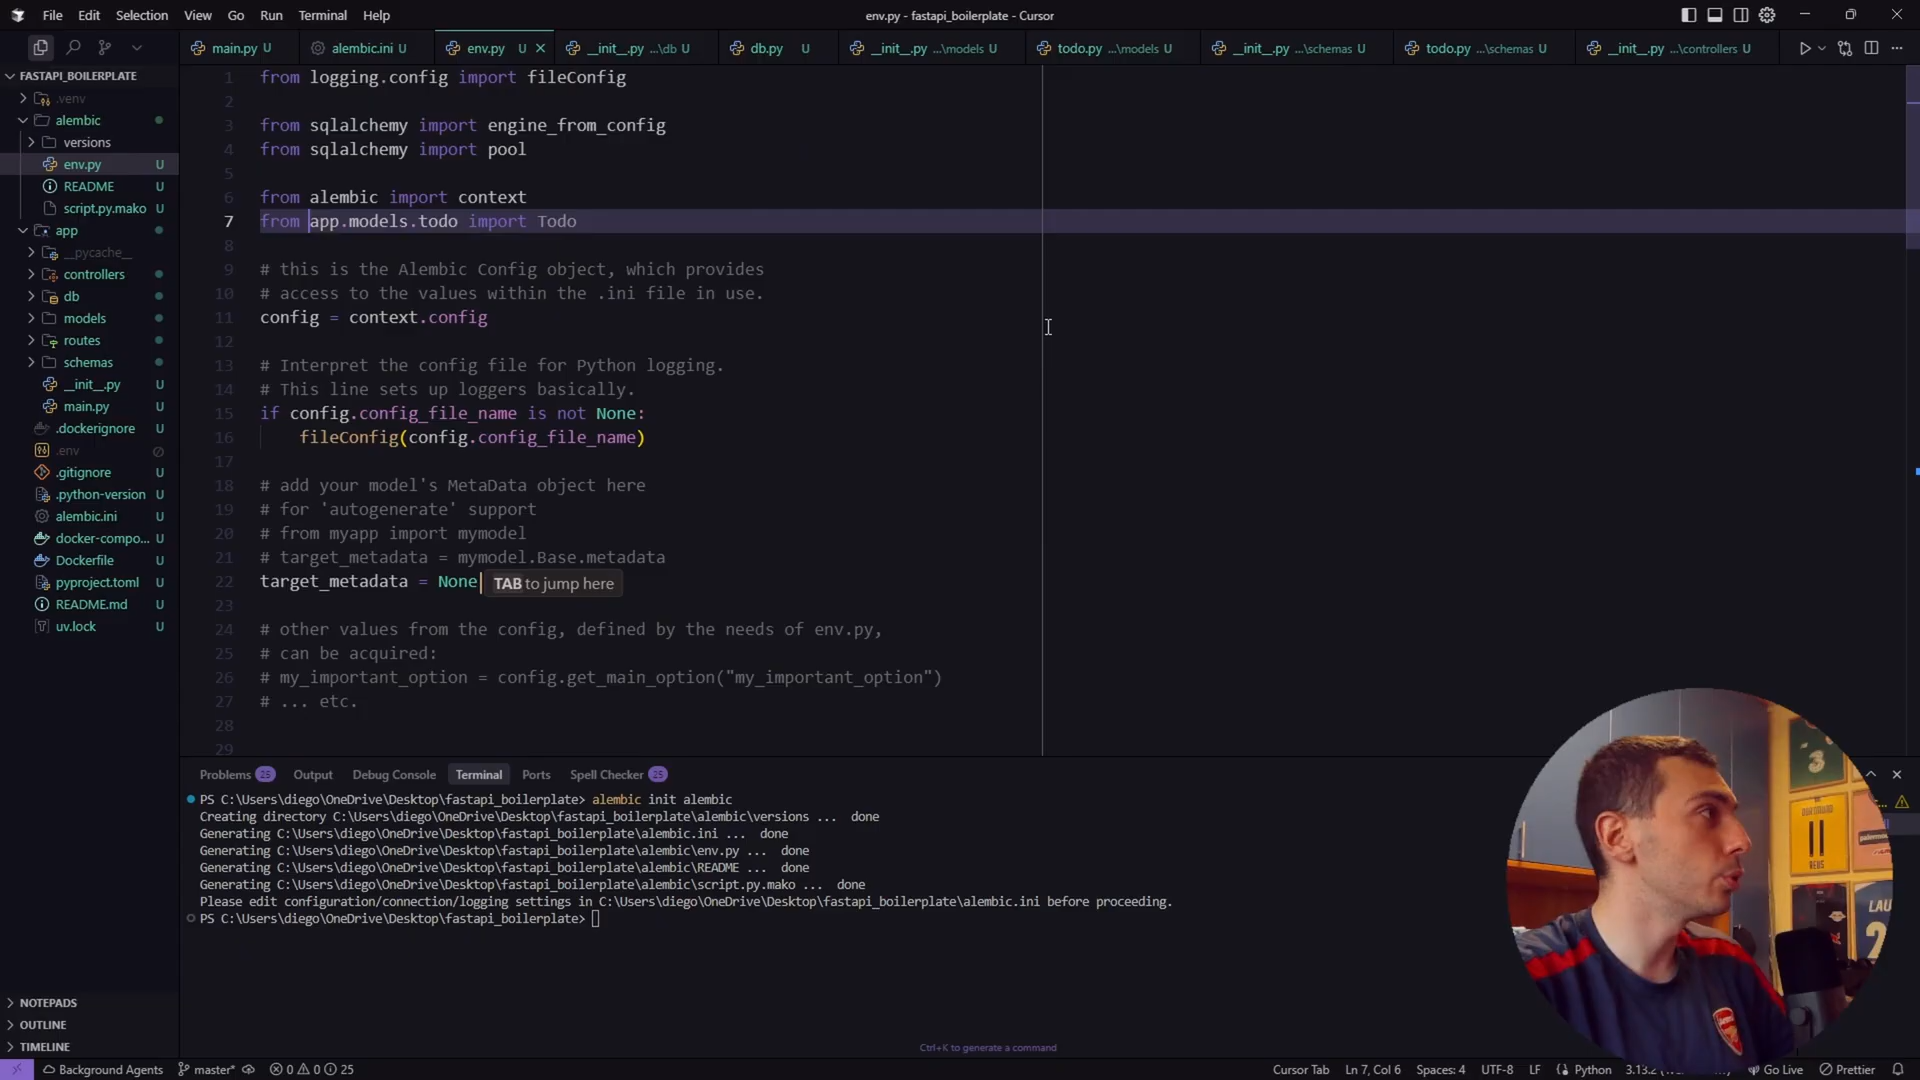 File Edit Selection View Go Run Terminal Help
env.py - fastapi_boilerplate - Cursor
main.py U
alembic.ini U
env.py U
__init__.py ...\db U
db.py U
__init__.py ...\models U
todo.py ...\models U
__init__.py ...\schemas U
todo.py ...\schemas U
__init__.py ...\controllers U
FASTAPI_BOILERPLATE
.venv
alembic
versions
env.py U
README U
script.py.mako U
app
__pycache__
controllers
db
models
routes
schemas
__init__.py U
main.py U
.dockerignore U
.env
.gitignore U
.python-version U
alembic.ini U
docker-compo... U
Dockerfile U
pyproject.toml U
README.md U
uv.lock U
NOTEPADS
OUTLINE
TIMELINE
1 from logging.config import fileConfig
2
3 from sqlalchemy import engine_from_config
4 from sqlalchemy import pool
5
6 from alembic import context
7 from app.models.todo import Todo
8
9 # this is the Alembic Config object, which provides
10 # access to the values within the .ini file in use.
11 config = context.config
12
13 # Interpret the config file for Python logging.
14 # This line sets up loggers basically.
15 if config.config_file_name is not None:
16 fileConfig(config.config_file_name)
17
18 # add your model's MetaData object here
19 # for 'autogenerate' support
20 # from myapp import mymodel
21 # target_metadata = mymodel.Base.metadata
22 target_metadata = None TAB to jump here
23
24 # other values from the config, defined by the needs of env.py,
25 # can be acquired:
26 # my_important_option = config.get_main_option("my_important_option")
27 # ... etc.
28
29
Problems 25 Output Debug Console Terminal Ports Spell Checker 25
PS C:\Users\diego\OneDrive\Desktop\fastapi_boilerplate> alembic init alembic
Creating directory C:\Users\diego\OneDrive\Desktop\fastapi_boilerplate\alembic\versions ... done
Generating C:\Users\diego\OneDrive\Desktop\fastapi_boilerplate\alembic.ini ... done
Generating C:\Users\diego\OneDrive\Desktop\fastapi_boilerplate\alembic\env.py ... done
Generating C:\Users\diego\OneDrive\Desktop\fastapi_boilerplate\alembic\README ... done
Generating C:\Users\diego\OneDrive\Desktop\fastapi_boilerplate\alembic\script.py.mako ... done
Please edit configuration/connection/logging settings in C:\Users\diego\OneDrive\Desktop\fastapi_boilerplate\alembic.ini before proceeding.
PS C:\Users\diego\OneDrive\Desktop\fastapi_boilerplate>
Ctrl+K to generate a command
3
11
REUS
LAU
2
Background Agents master* 0 0 25
Cursor Tab Ln 7, Col 6 Spaces: 4 UTF-8 LF Python 3.13.2 Go Live Prettier